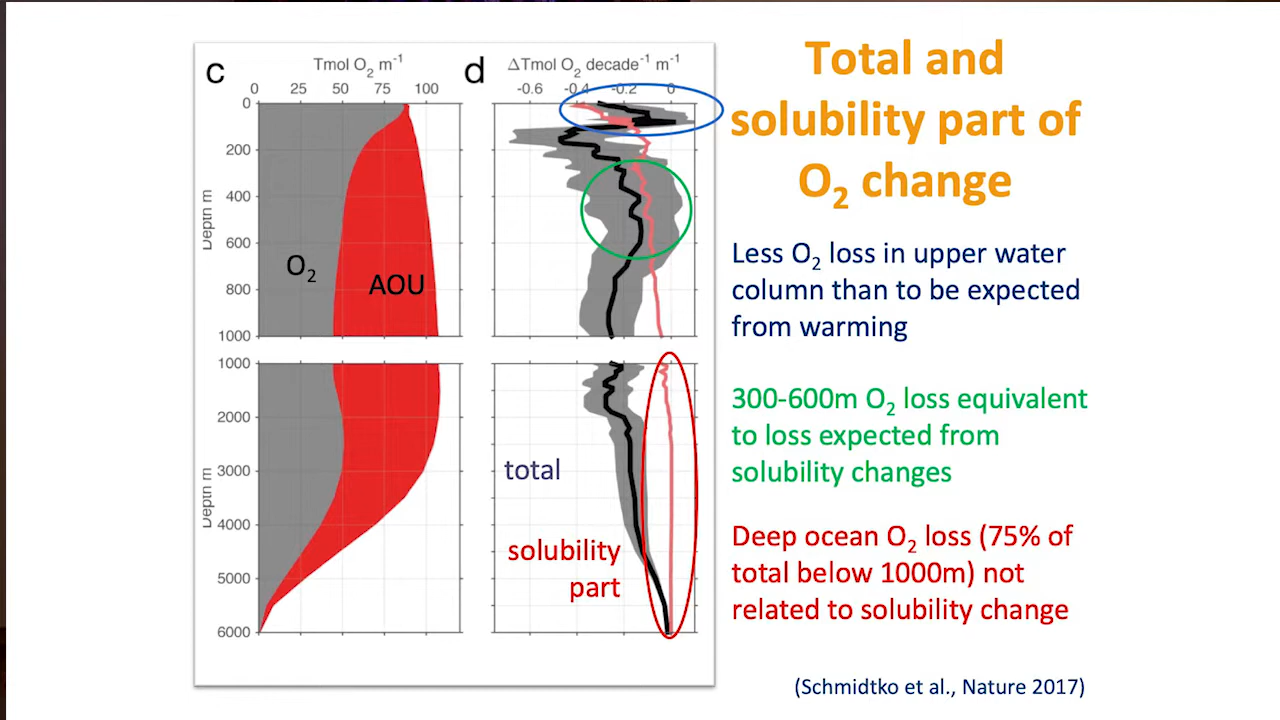 Total and
solubility part of
O₂ change
c
Tmol O₂ m⁻¹
0 25 50 75 100
d
ΔTmol O₂ decade⁻¹ m⁻¹
-0.6 -0.4 -0.2 0
0
200
400
600
800
1000
Depth m
O₂
AOU
1000
2000
3000
4000
5000
6000
Depth m
total
solubility
part
Less O₂ loss in upper water
column than to be expected
from warming
300-600m O₂ loss equivalent
to loss expected from
solubility changes
Deep ocean O₂ loss (75% of
total below 1000m) not
related to solubility change
(Schmidtko et al., Nature 2017)